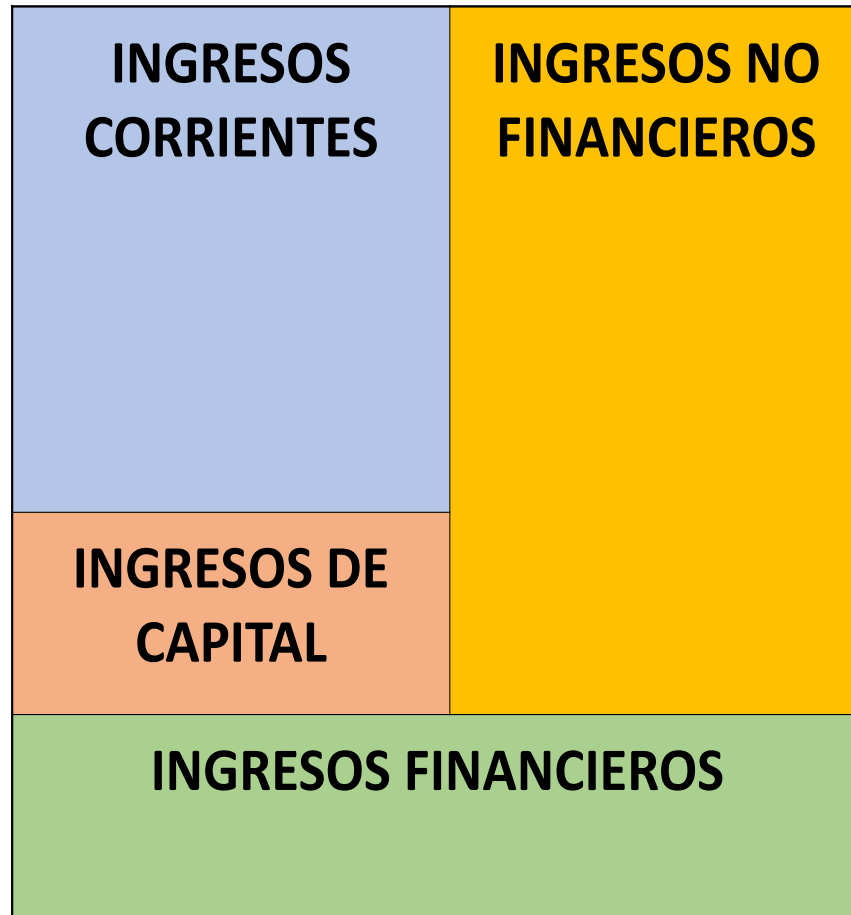 INGRESOS
CORRIENTES
INGRESOS NO
FINANCIEROS
INGRESOS DE
CAPITAL
INGRESOS FINANCIEROS